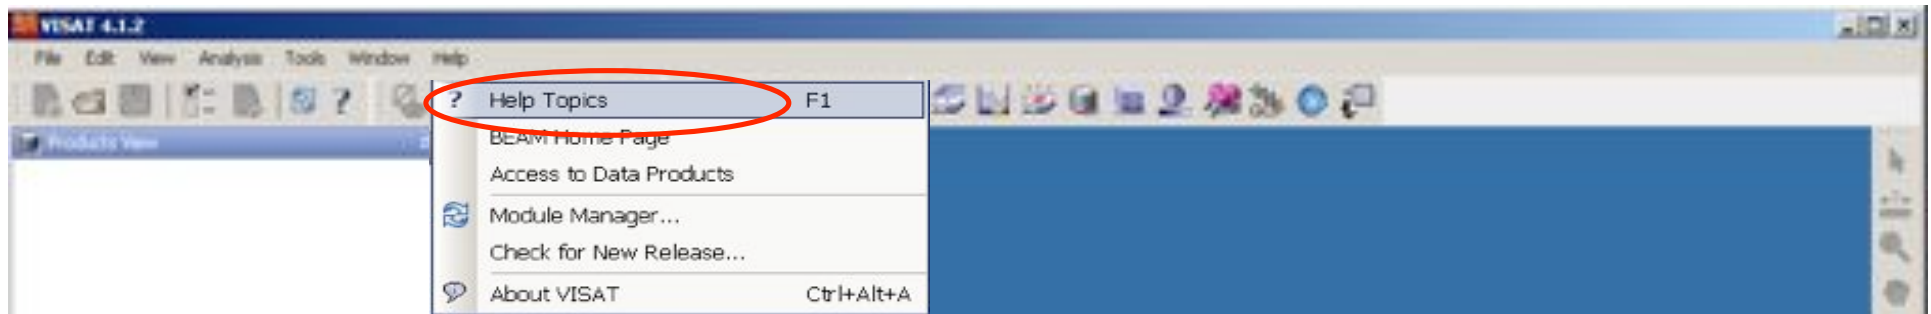 VISAT 4.1.2
File Edit View Analysis Tools Window Help
? Help Topics F1
Products View
BEAM Home Page
Access to Data Products
Module Manager...
Check for New Release...
About VISAT Ctrl+Alt+A